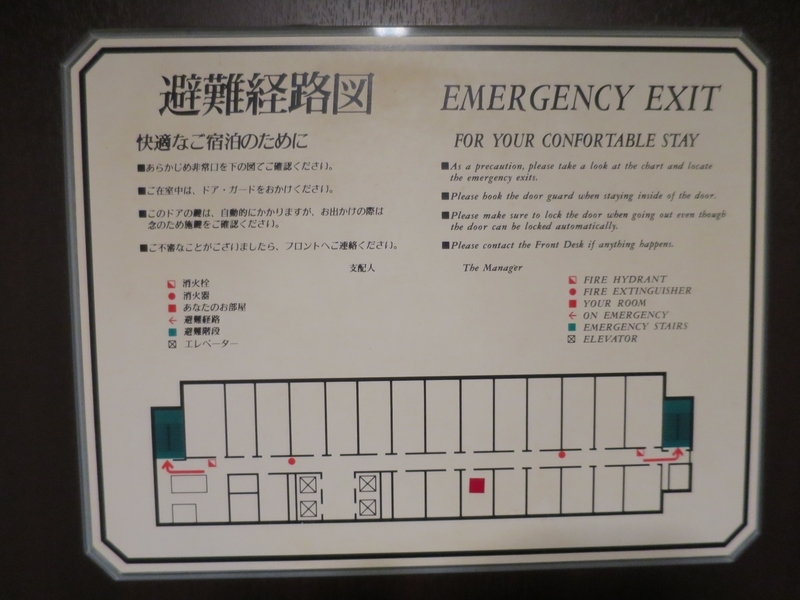 避難経路図
快適なご宿泊のために
■あらかじめ非常口を下の図でご確認ください。
■ご在室中は、ドア・ガードをおかけください。
■このドアの鍵は、自動的にかかりますが、お出かけの際は
念のため施錠をご確認ください。
■ご不審なことがございましたら、フロントへご連絡ください。
支配人
消火栓
消火器
あなたのお部屋
避難経路
避難階段
エレベーター
EMERGENCY EXIT
FOR YOUR CONFORTABLE STAY
■As a precaution, please take a look at the chart and locate
the emergency exits.
■Please hook the door guard when staying inside of the door.
■Please make sure to lock the door when going out even though
the door can be locked automatically.
■Please contact the Front Desk if anything happens.
The Manager
FIRE HYDRANT
FIRE EXTINGUISHER
YOUR ROOM
ON EMERGENCY
EMERGENCY STAIRS
ELEVATOR